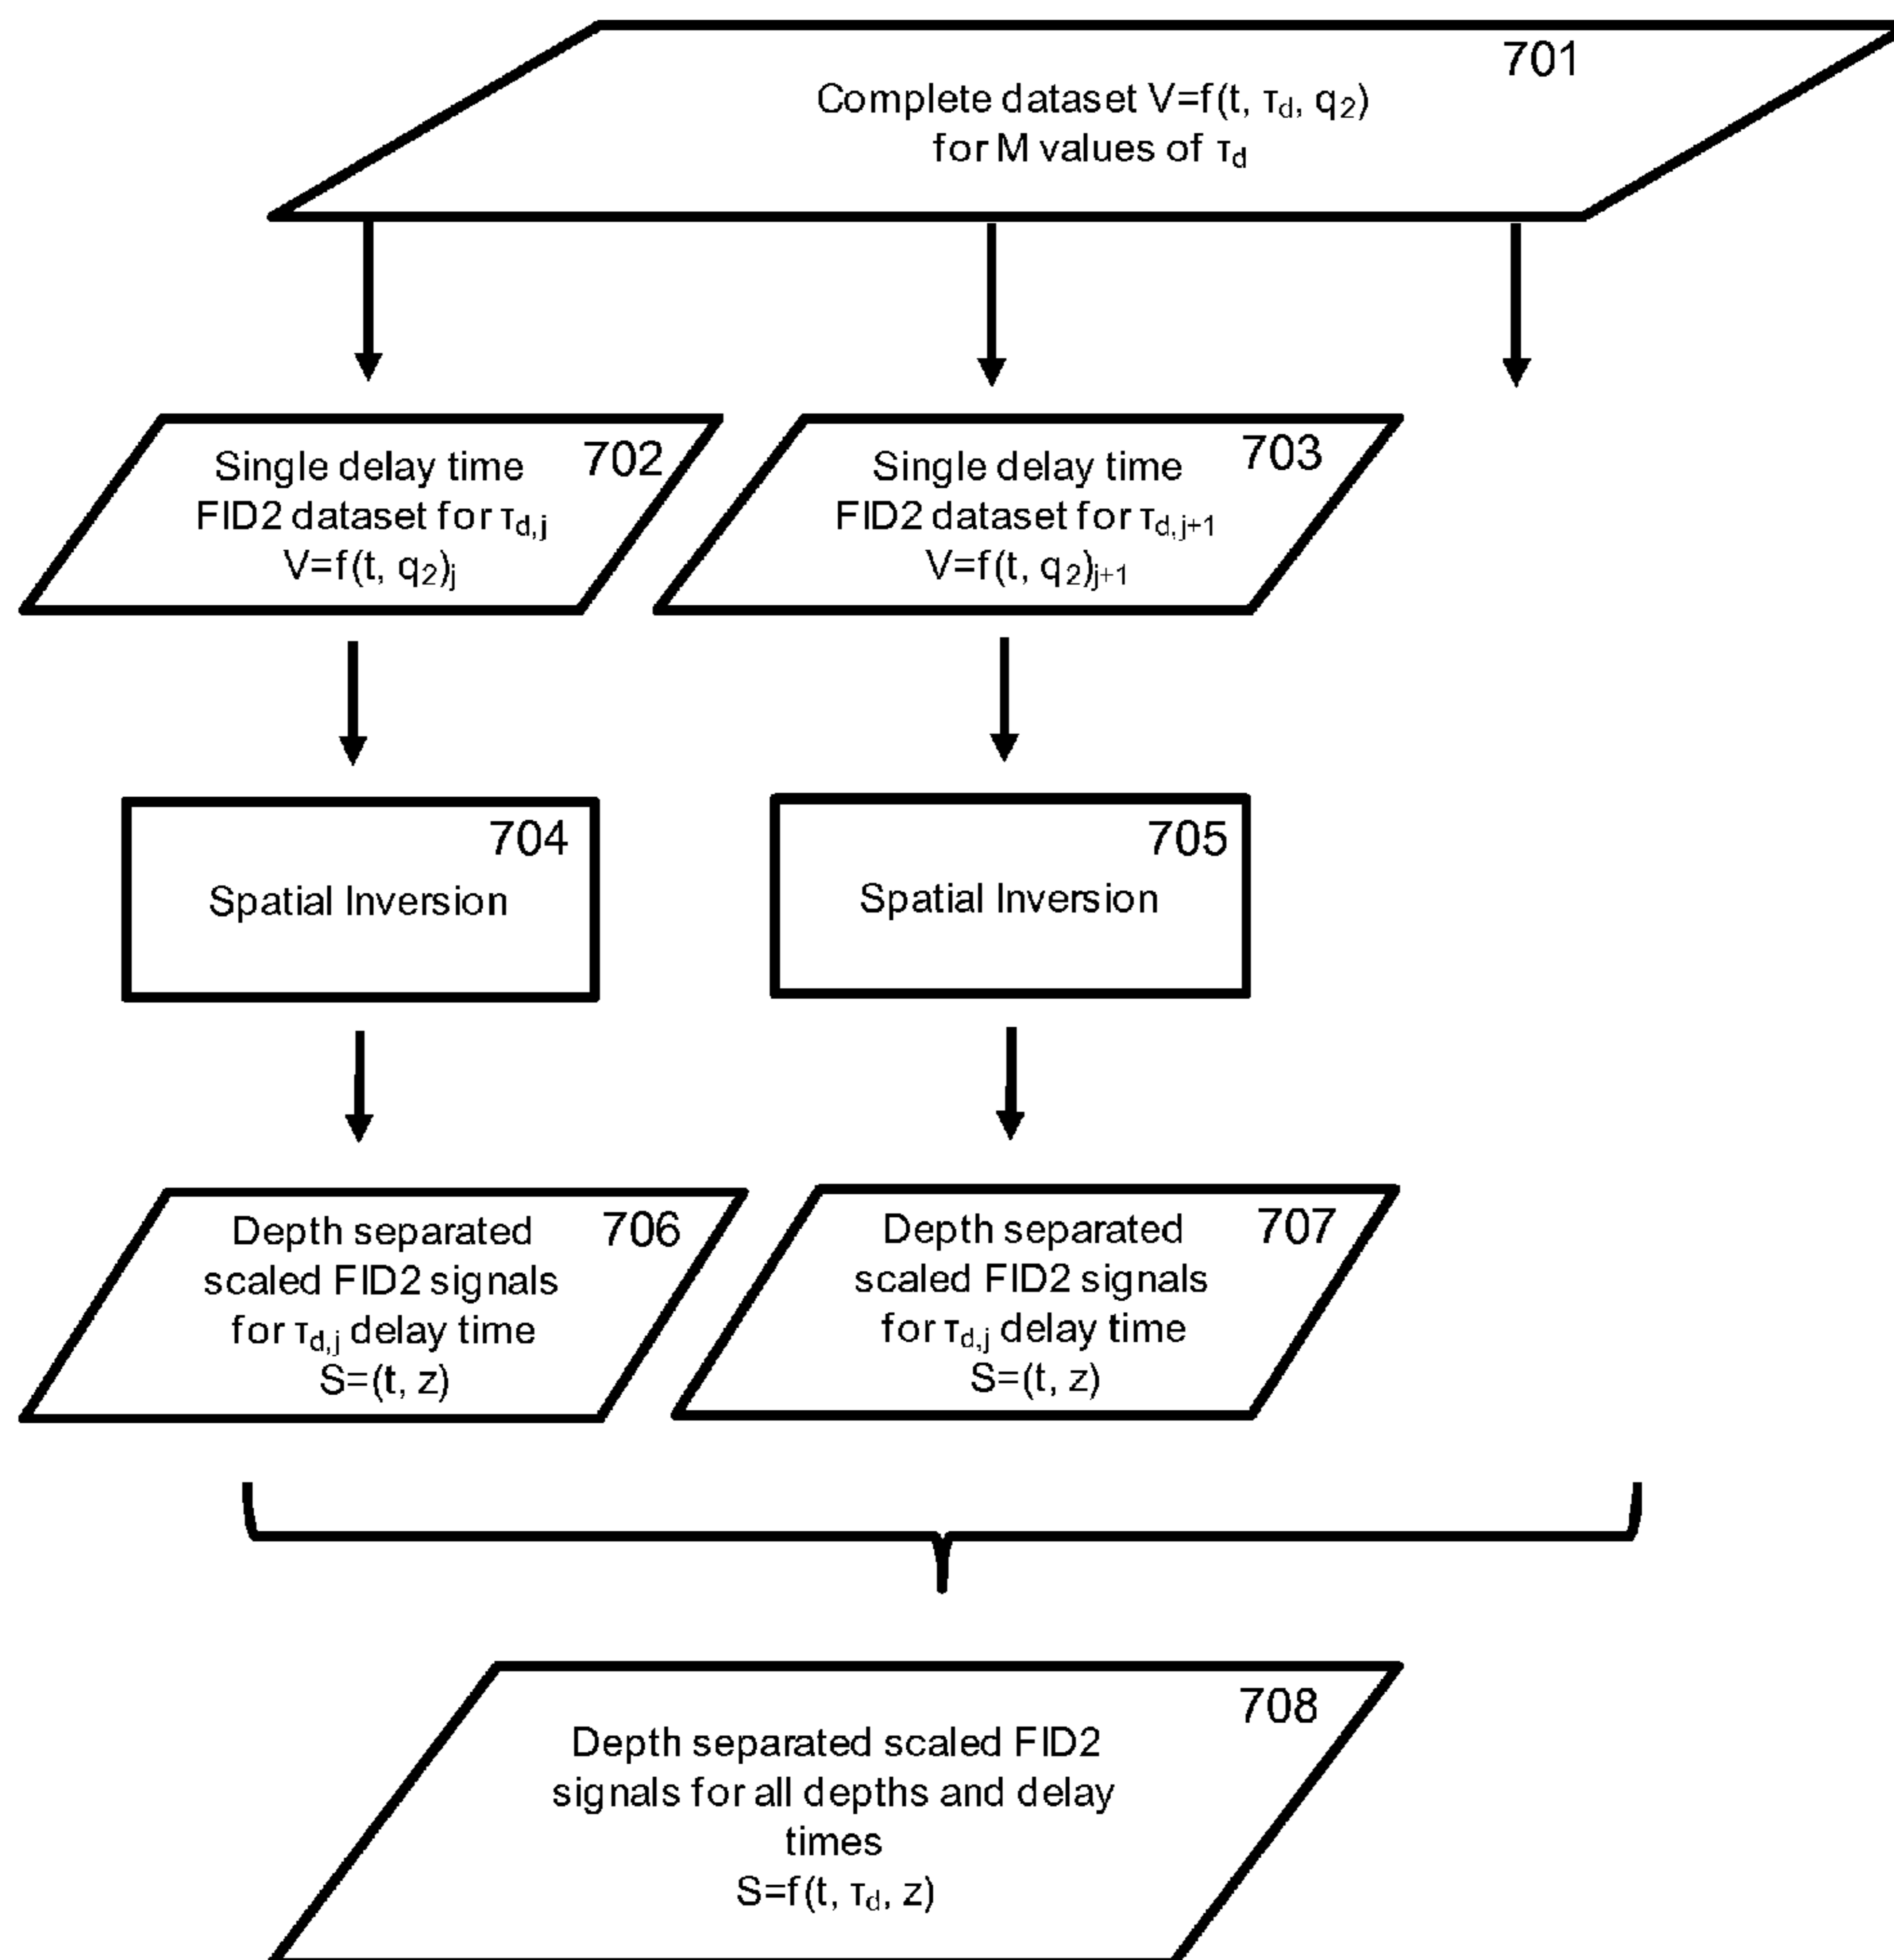 701
Complete dataset V=f(t, τd, q2)
for M values of τd
702
Single delay time
FID2 dataset for τd,j
V=f(t, q2)j
703
Single delay time
FID2 dataset for τd,j+1
V=f(t, q2)j+1
704
Spatial Inversion
705
Spatial Inversion
706
Depth separated
scaled FID2 signals
for τd,j delay time
S=(t, z)
707
Depth separated
scaled FID2 signals
for τd,j delay time
S=(t, z)
708
Depth separated scaled FID2
signals for all depths and delay
times
S=f(t, τd, z)